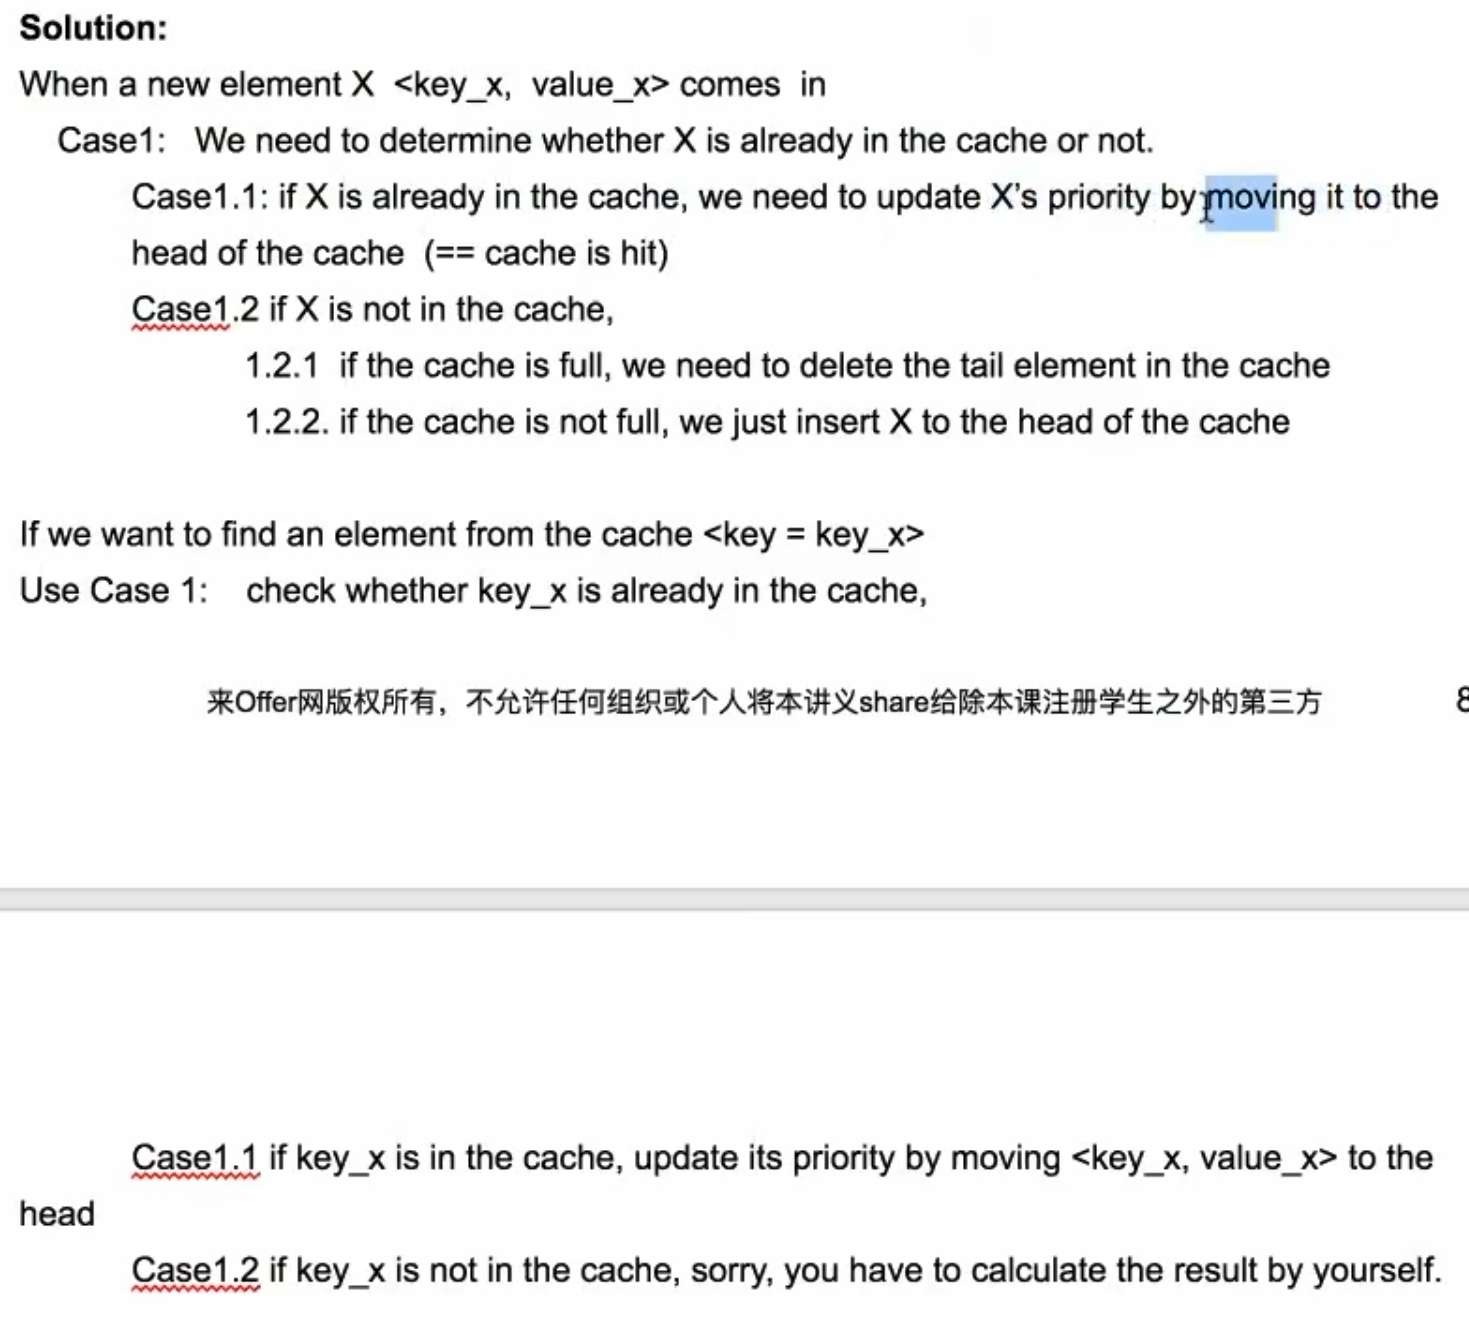 Solution:
When a new element X <key_x, value_x> comes in
Case1: We need to determine whether X is already in the cache or not.
Case1.1: if X is already in the cache, we need to update X's priority by moving it to the
head of the cache (== cache is hit)
Case1.2 if X is not in the cache,
1.2.1 if the cache is full, we need to delete the tail element in the cache
1.2.2. if the cache is not full, we just insert X to the head of the cache
If we want to find an element from the cache <key = key_x>
Use Case 1: check whether key_x is already in the cache,
来Offer网版权所有，不允许任何组织或个人将本讲义share给除本课注册学生之外的第三方
Case1.1 if key_x is in the cache, update its priority by moving <key_x, value_x> to the
head
Case1.2 if key_x is not in the cache, sorry, you have to calculate the result by yourself.